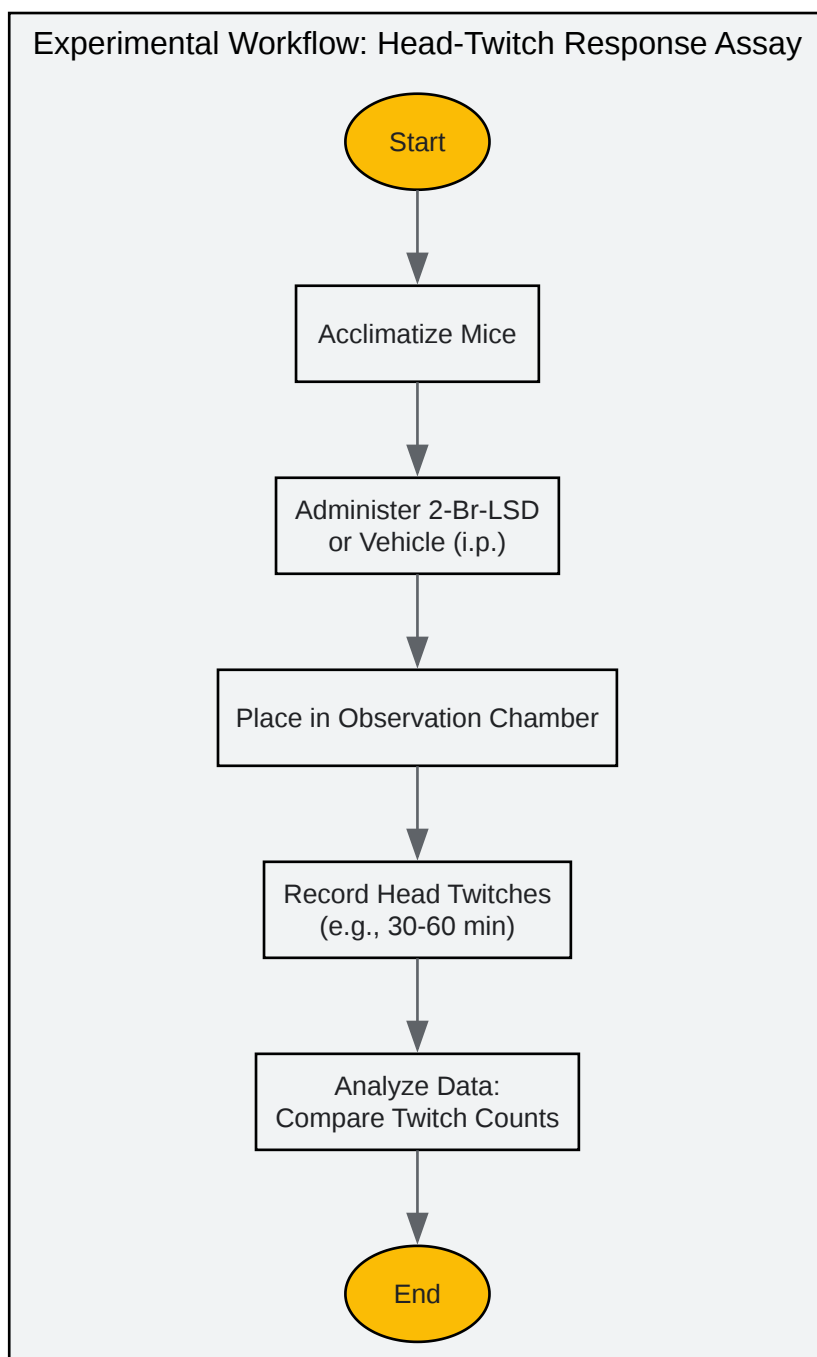 Experimental Workflow: Head-Twitch Response Assay
Start
Acclimatize Mice
Administer 2-Br-LSD
or Vehicle (i.p.)
Place in Observation Chamber
Record Head Twitches
(e.g., 30-60 min)
Analyze Data:
Compare Twitch Counts
End